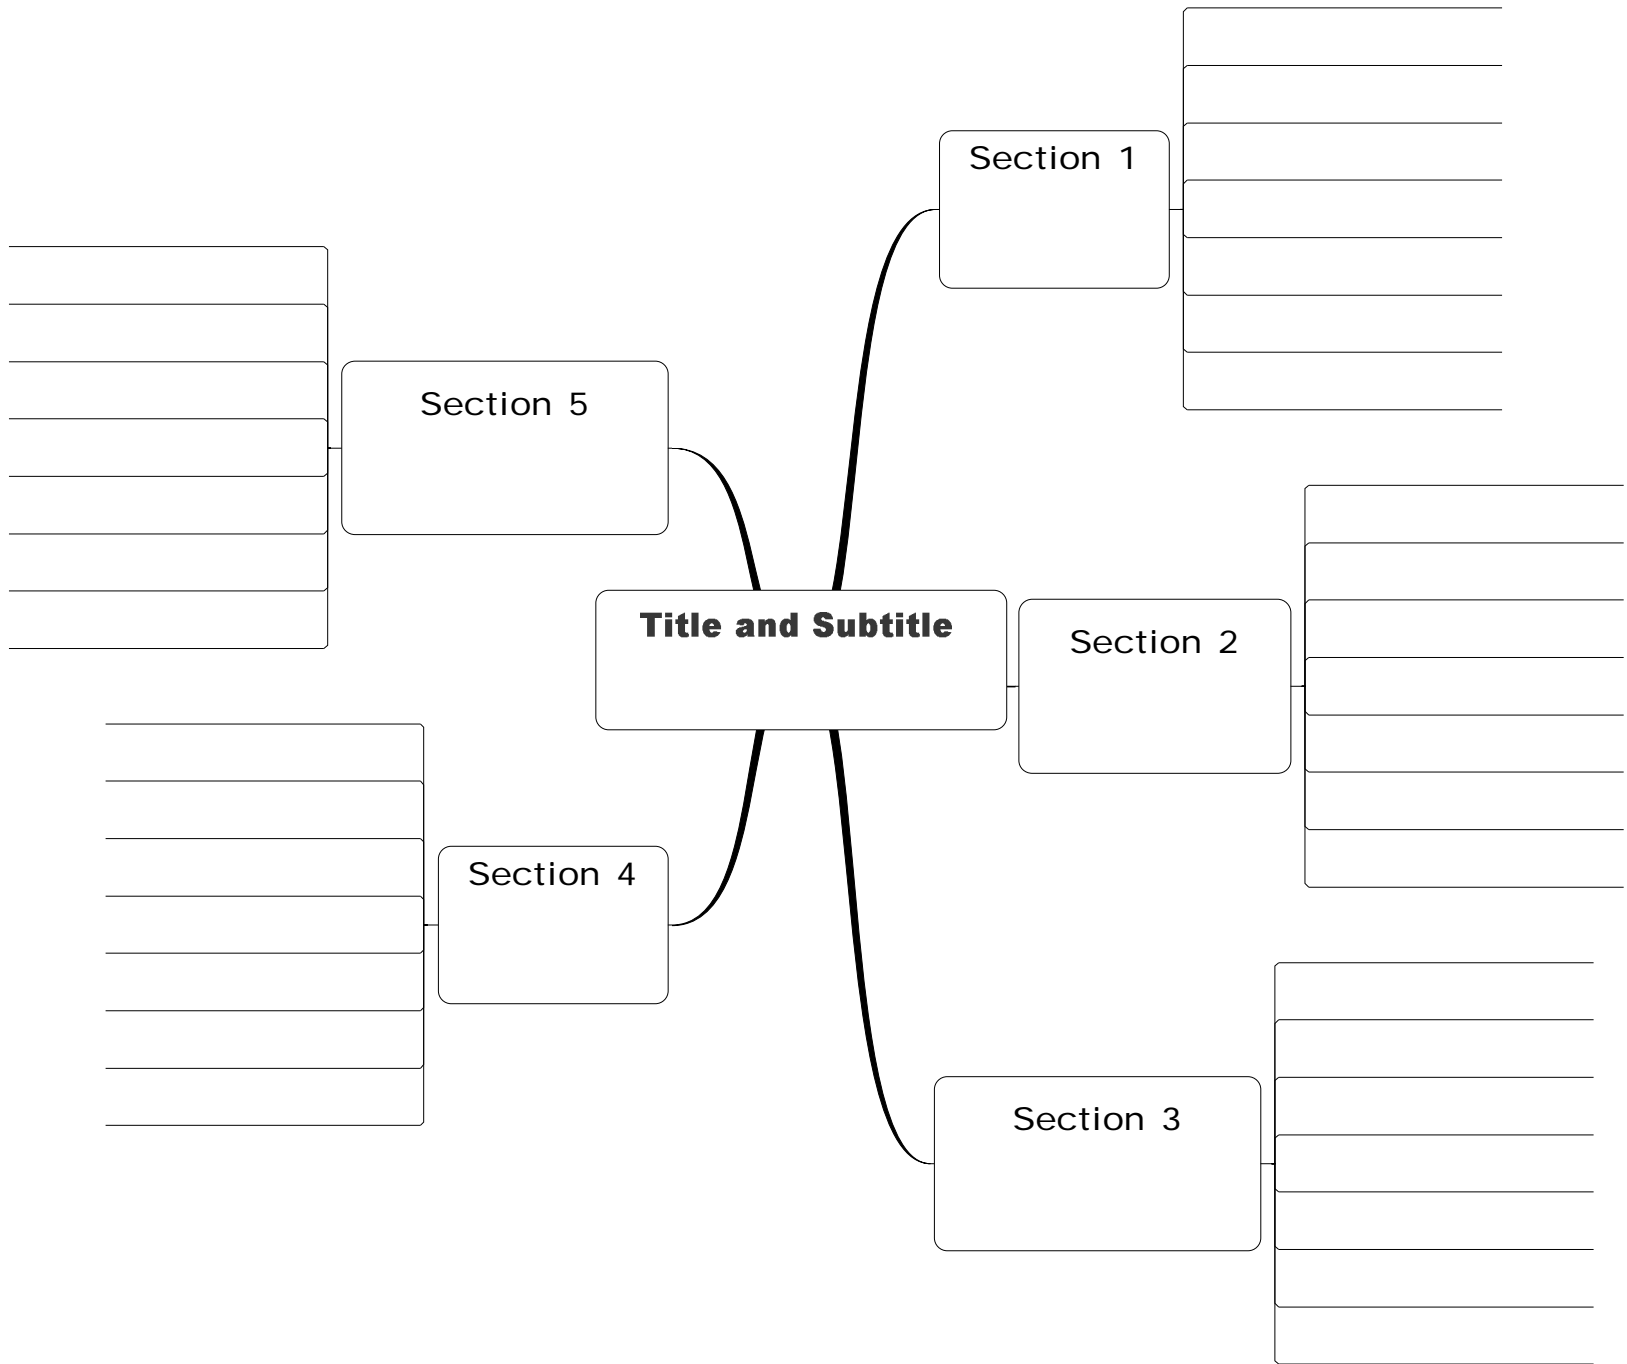 Section 1
Section 5
Title and Subtitle
Section 2
Section 4
Section 3